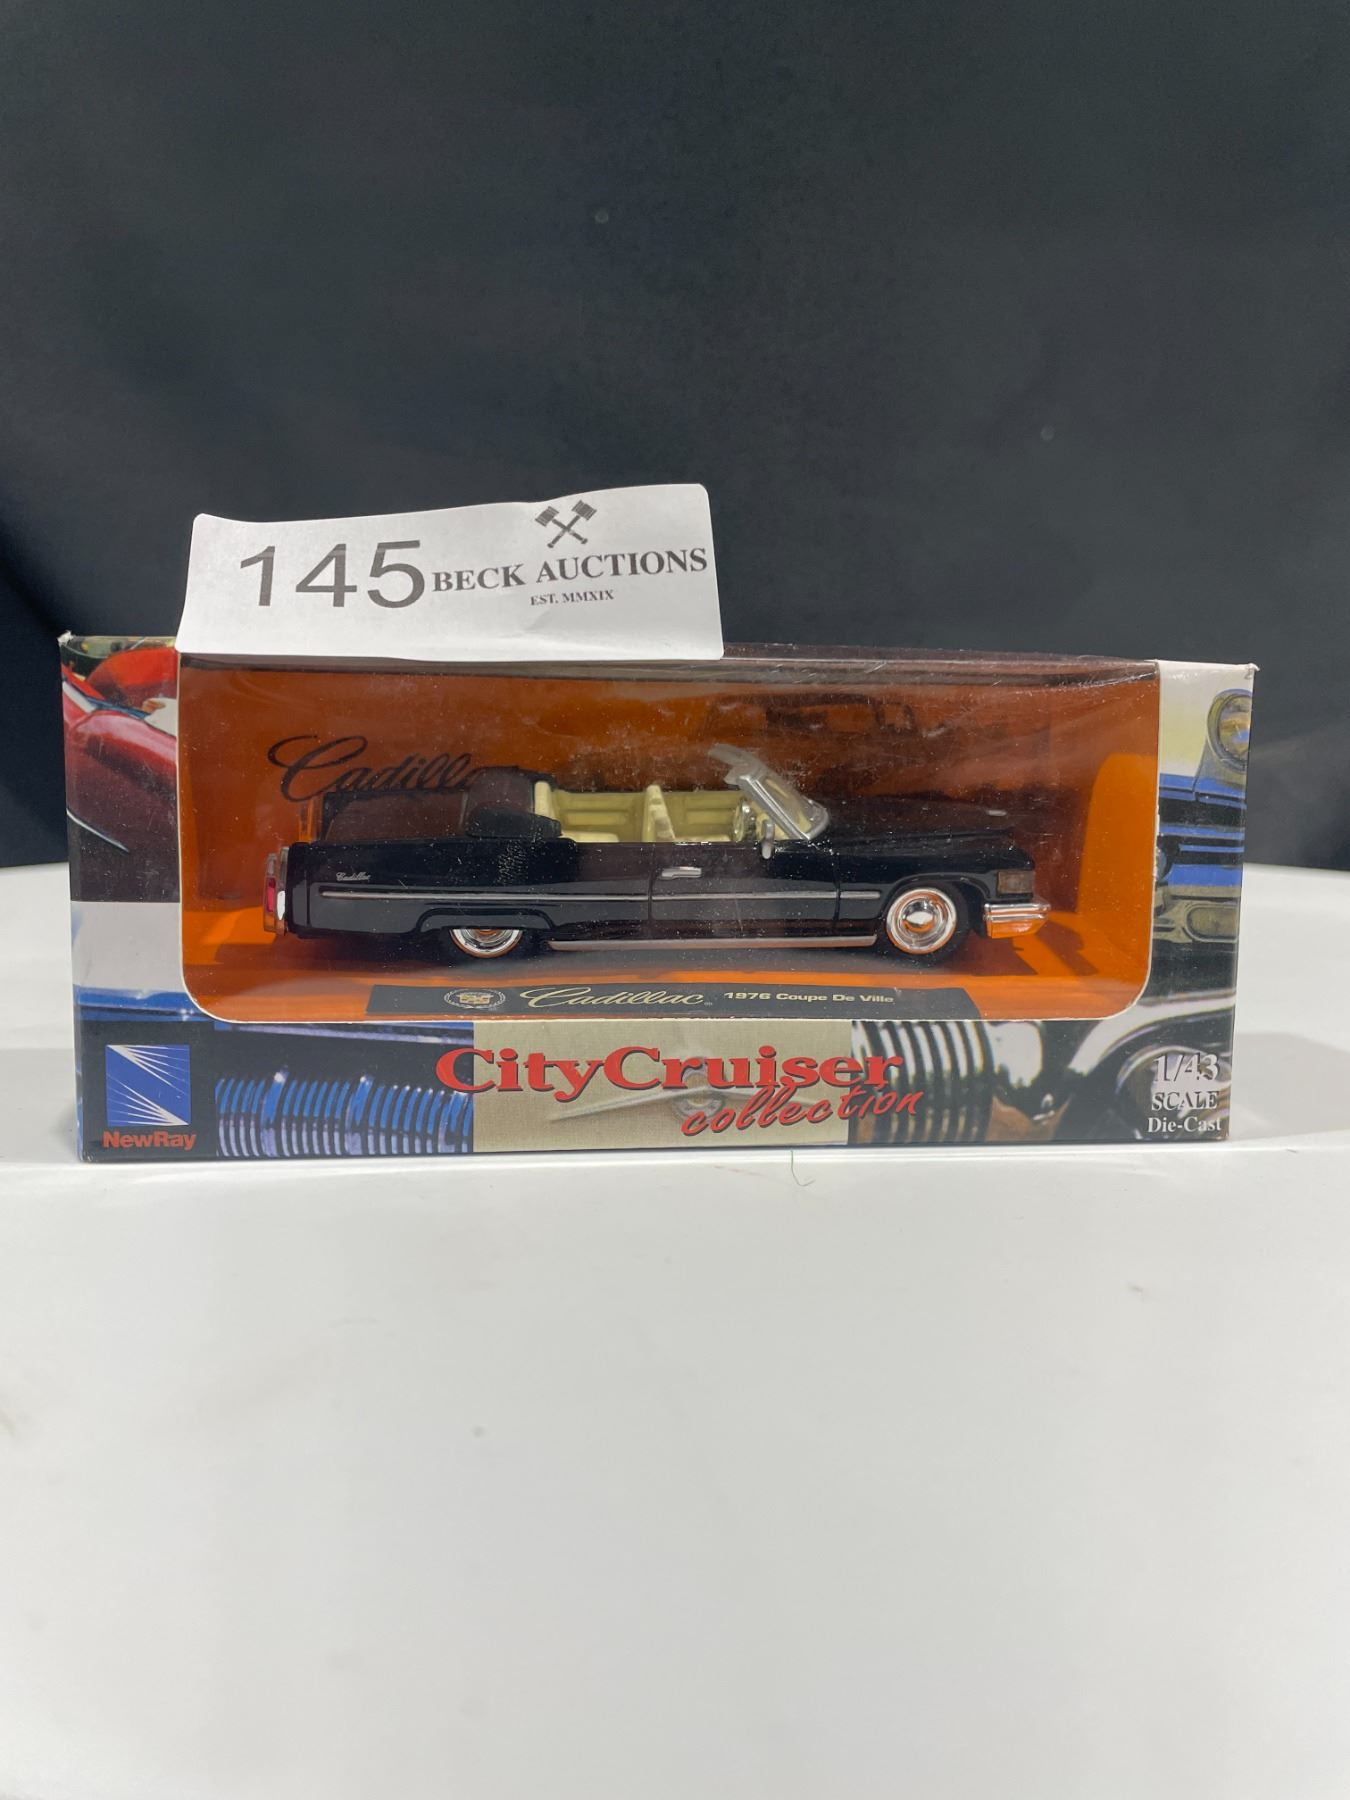 145 BECK AUCTIONS
EST. MMXIX
Cadillac
Cadillac
Cadillac 1976 Coupe De Ville
CityCruiser
collection
NewRay
1/43
SCALE
Die-Cast